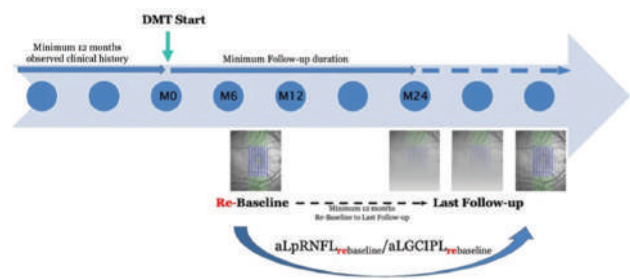 DMT Start
Minimum 12 months
observed clinical history
Minimum Follow-up duration
M0
M6
M12
M24
Re-Baseline
Minimum 12 months
Re-Baseline to Last Follow-up
Last Follow-up
aLpRNFLrebaseline/aLGCIPLrebaseline